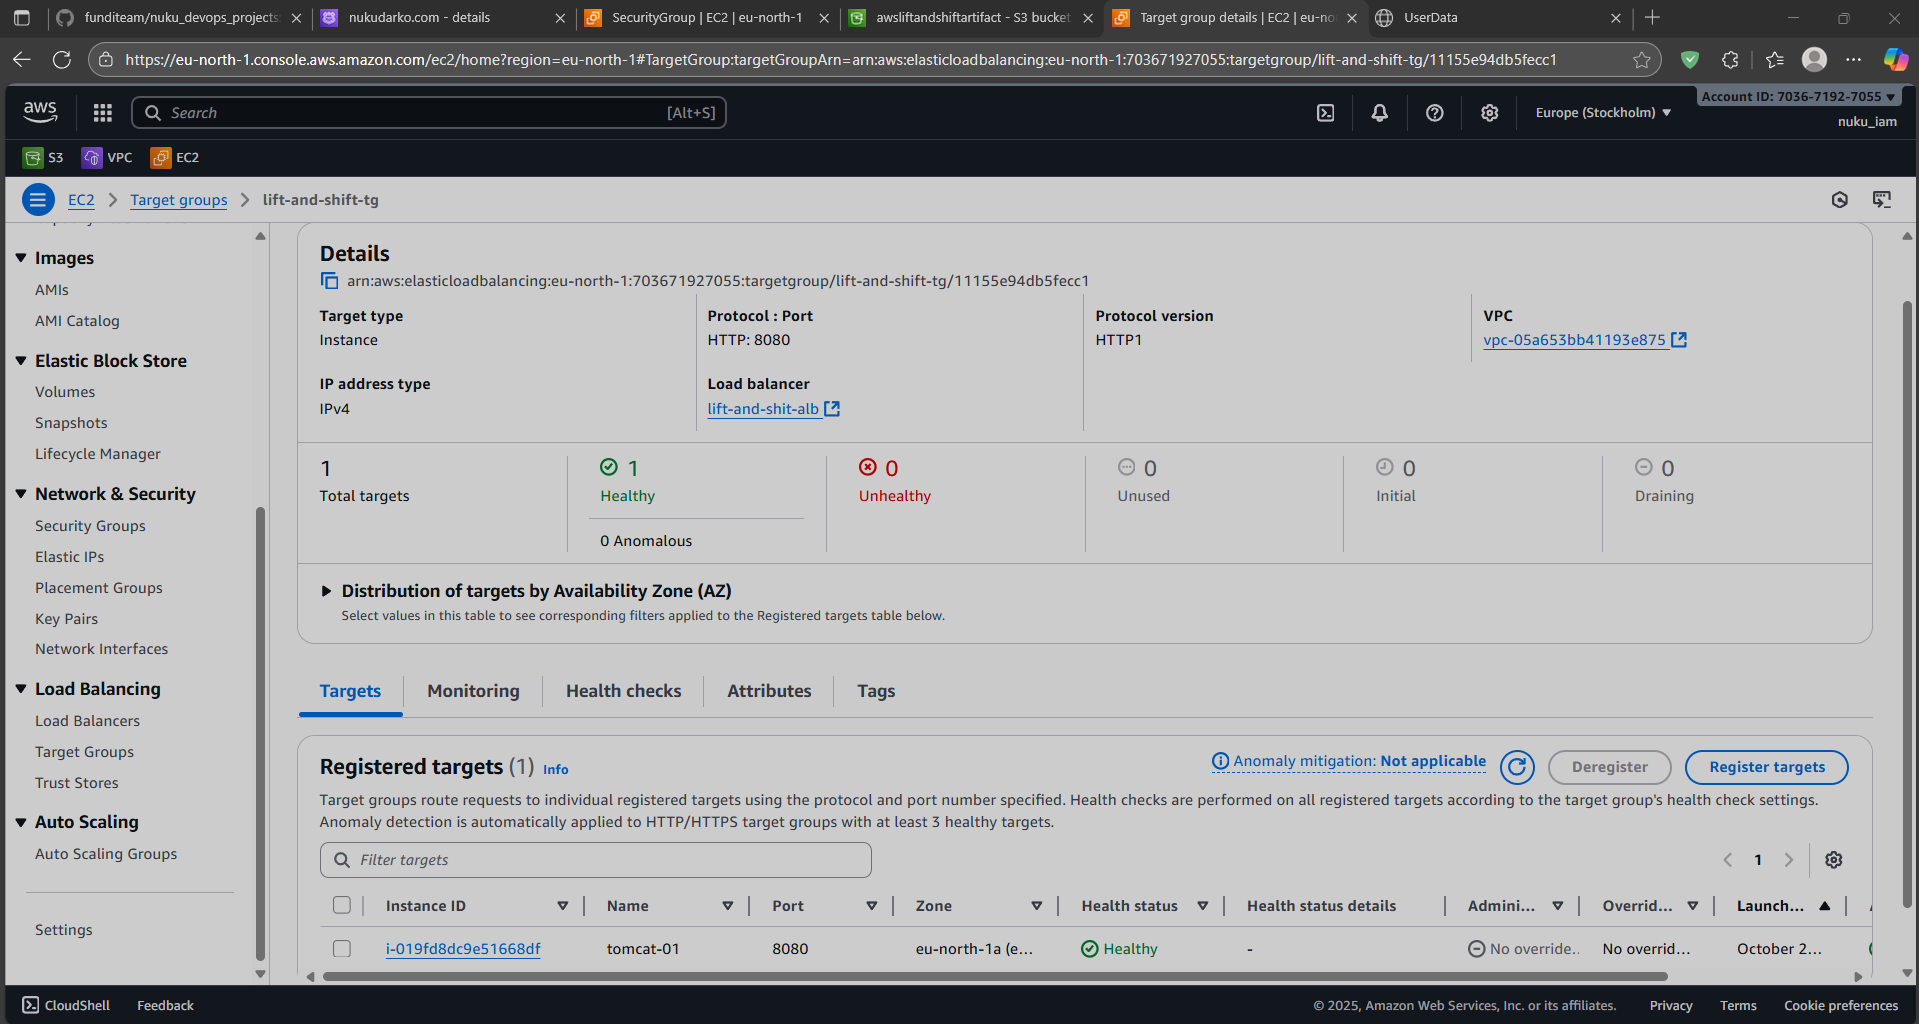 funditeam/nuku_devops_projects:
nukudarko.com - details
SecurityGroup | EC2 | eu-north-1
awsliftandshiftartifact - S3 bucket
Target group details | EC2 | eu-no
UserData
https://eu-north-1.console.aws.amazon.com/ec2/home?region=eu-north-1#TargetGroup:targetGroupArn=arn:aws:elasticloadbalancing:eu-north-1:703671927055:targetgroup/lift-and-shift-tg/11155e94db5fecc1
aws
Search
[Alt+S]
Europe (Stockholm)
Account ID: 7036-7192-7055
nuku_iam
S3
VPC
EC2
EC2
Target groups
lift-and-shift-tg
Images
AMIs
AMI Catalog
Elastic Block Store
Volumes
Snapshots
Lifecycle Manager
Network & Security
Security Groups
Elastic IPs
Placement Groups
Key Pairs
Network Interfaces
Load Balancing
Load Balancers
Target Groups
Trust Stores
Auto Scaling
Auto Scaling Groups
Settings
Details
arn:aws:elasticloadbalancing:eu-north-1:703671927055:targetgroup/lift-and-shift-tg/11155e94db5fecc1
Target type
Instance
Protocol : Port
HTTP: 8080
Protocol version
HTTP1
VPC
vpc-05a653bb41193e875
IP address type
IPv4
Load balancer
lift-and-shit-alb
1
Total targets
1
Healthy
0 Anomalous
0
Unhealthy
0
Unused
0
Initial
0
Draining
Distribution of targets by Availability Zone (AZ)
Select values in this table to see corresponding filters applied to the Registered targets table below.
Targets
Monitoring
Health checks
Attributes
Tags
Registered targets (1) Info
Anomaly mitigation: Not applicable
Deregister
Register targets
Target groups route requests to individual registered targets using the protocol and port number specified. Health checks are performed on all registered targets according to the target group's health check settings.
Anomaly detection is automatically applied to HTTP/HTTPS target groups with at least 3 healthy targets.
Filter targets
1
Instance ID
Name
Port
Zone
Health status
Health status details
Admini...
Overrid...
Launch...
i-019fd8dc9e51668df
tomcat-01
8080
eu-north-1a (e...
Healthy
-
No override..
No overrid...
October 2...
CloudShell
Feedback
© 2025, Amazon Web Services, Inc. or its affiliates.
Privacy
Terms
Cookie preferences